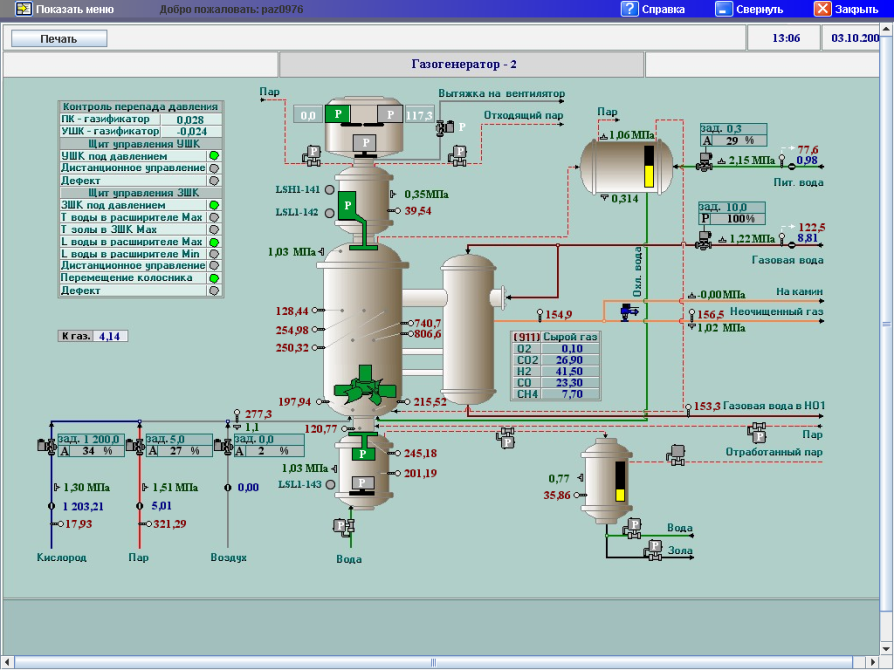 Показать меню
Добро пожаловать: paz0976
Справка
Свернуть
Закрыть
Печать
13:06
03.10.200
Газогенератор - 2
Контроль перепада давления
ПК - газификатор 0,028
УШК - газификатор -0,024
Щит управления УШК
УШК под давлением
Дистанционное управление
Дефект
Щит управления ЗШК
ЗШК под давлением
T воды в расширителе Max
T золы в ЗШК Max
L воды в расширителе Max
L воды в расширителе Min
Дистанционное управление
Перемещение колосника
Дефект
К газ. 4,14
Пар
Вытяжка на вентилятор
Отходящий пар
0,0
P
P
117,3
P
P
P
P
LSH1-141
LSL1-142
P
0,35МПа
39,54
1,03 МПа
Пар
1,06МПа
0,314
зад. 0,3
A 29 %
2,15 МПа
77,6
0,98
Пит. вода
зад. 10,0
P 100%
1,22МПа
122,5
8,81
Газовая вода
Охл. вода
-0,00МПа
На камин
154,9
156,5
Неочищенный газ
1,02 МПа
128,44
254,98
250,32
740,7
806,6
(911) Сырой газ
O2 0,10
CO2 26,90
H2 41,50
CO 23,30
CH4 7,70
197,94
215,52
153,3
Газовая вода в НО1
277,3
1,1
120,77
P
P
Пар
Отработанный пар
зад. 1 200,0
A 34 %
зад. 5,0
A 27 %
зад. 0,0
A 2 %
P
245,18
1,03 МПа
201,19
LSL1-143
P
0,77
35,86
1,30 МПа
1,51 МПа
0,00
1 203,21
5,01
17,93
321,29
P
P
Вода
P
Зола
Кислород
Пар
Воздух
Вода